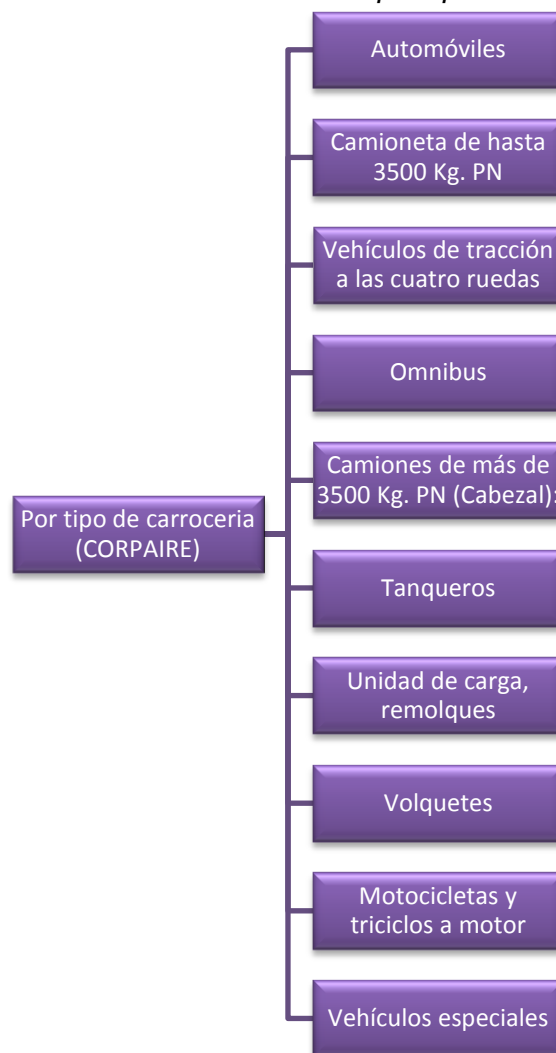 Automóviles
Camioneta de hasta
3500 Kg. PN
Vehículos de tracción
a las cuatro ruedas
Omnibus
Camiones de más de
3500 Kg. PN (Cabezal):
Por tipo de carroceria
(CORPAIRE)
Tanqueros
Unidad de carga,
remolques
Volquetes
Motocicletas y
triciclos a motor
Vehículos especiales